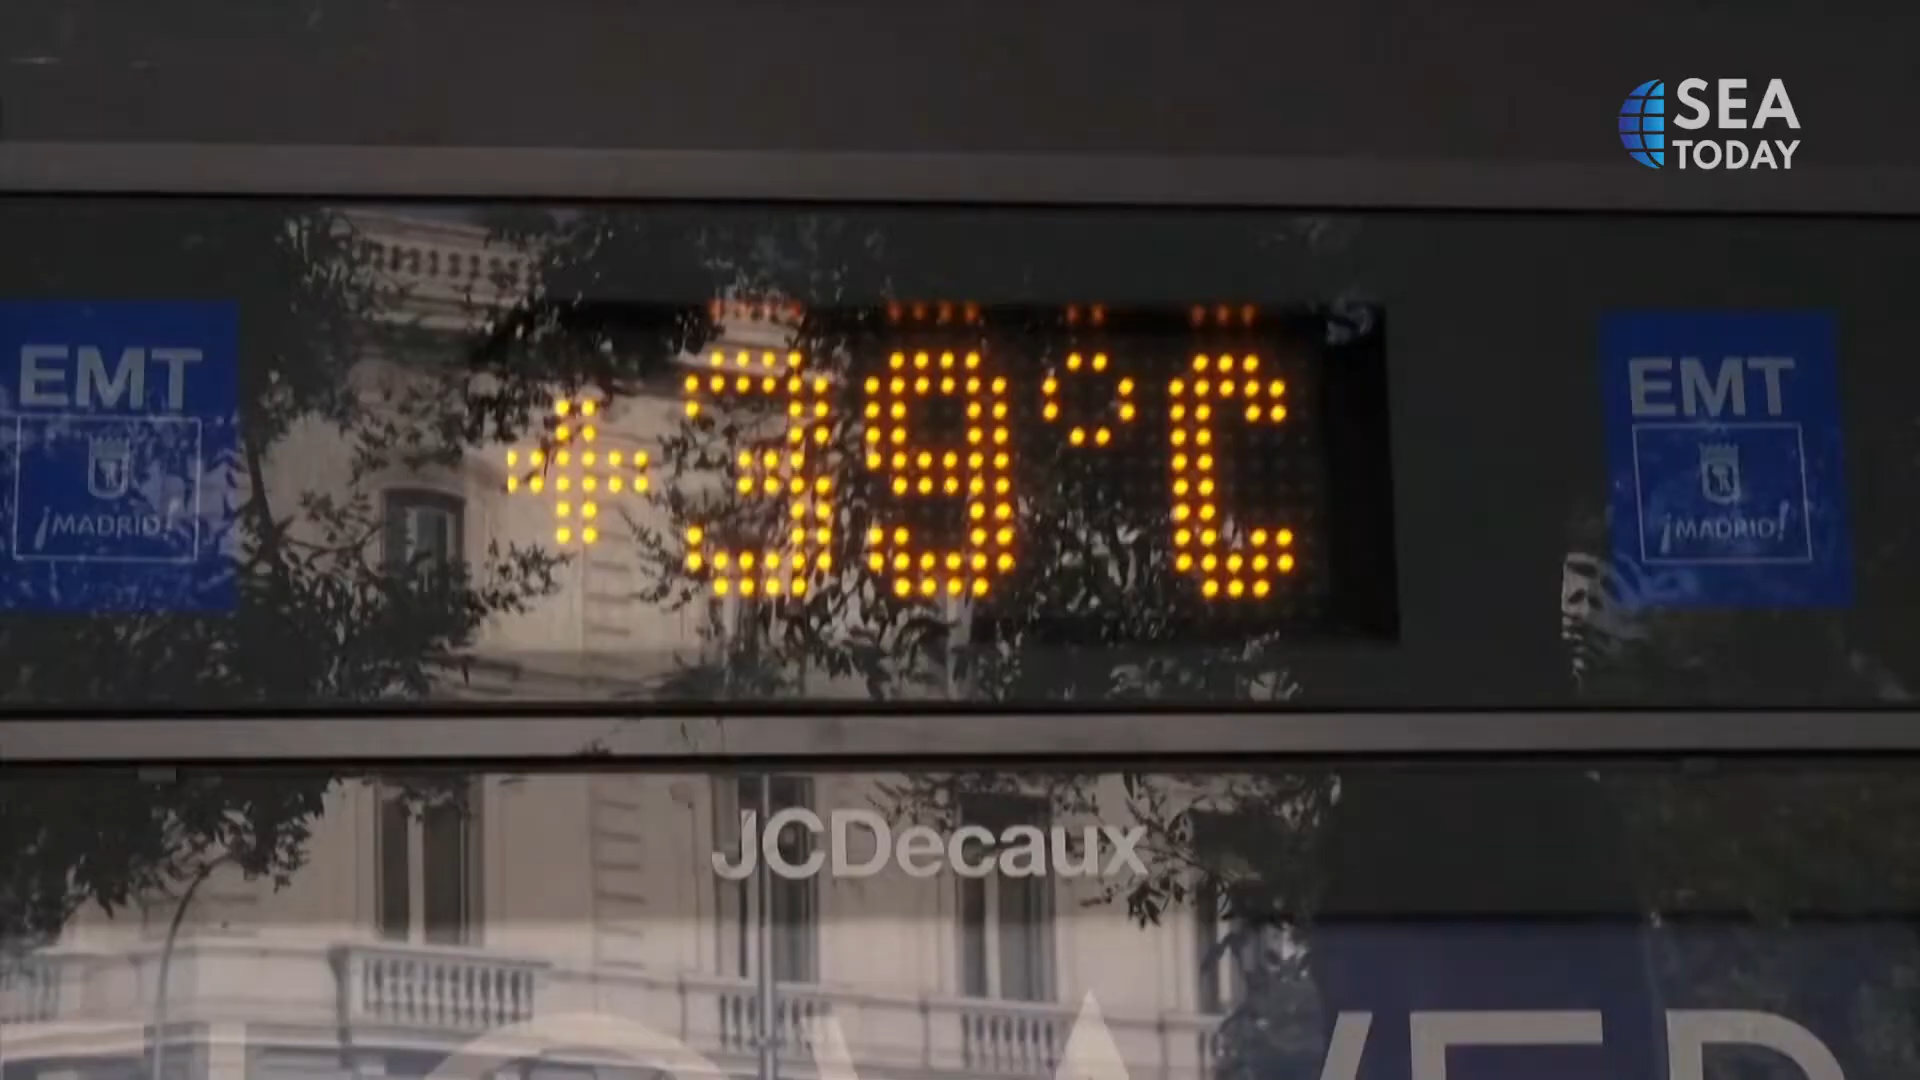 SEA
TODAY
EMT
¡MADRID!
+39°C
EMT
¡MADRID!
JCDecaux